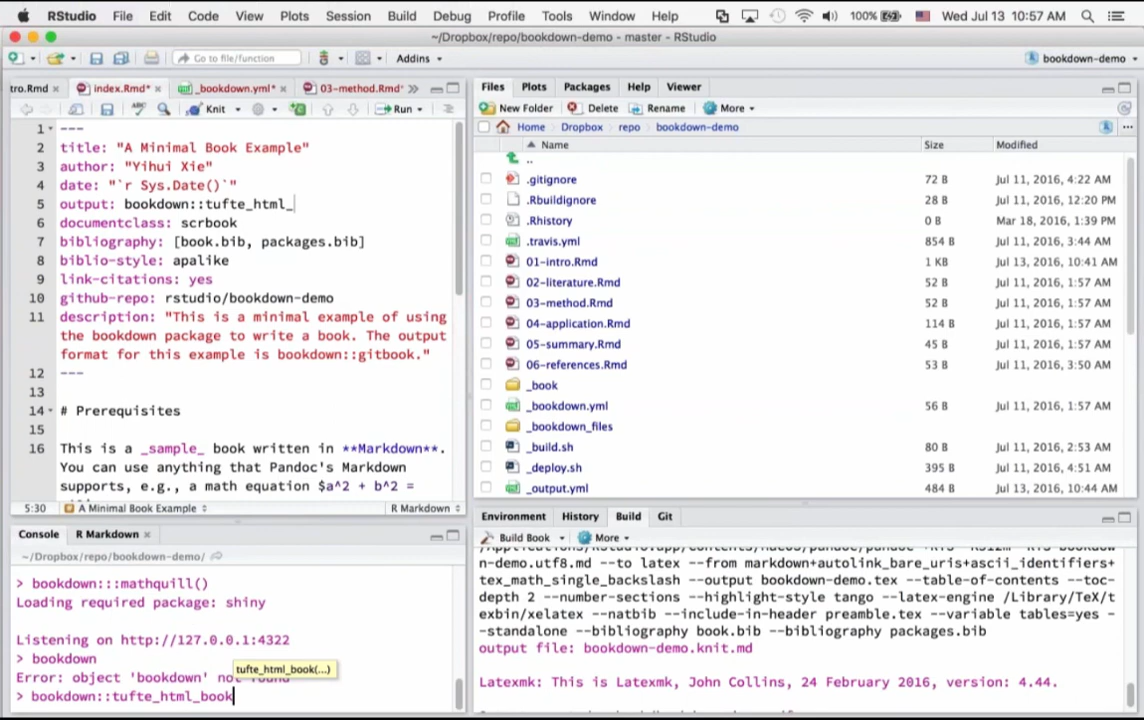 RStudio File Edit Code View Plots Session Build Debug Profile Tools Window Help 100% Wed Jul 13 10:57 AM
~/Dropbox/repo/bookdown-demo - master - RStudio
Go to file/function Addins bookdown-demo
tro.Rmd index.Rmd* _bookdown.yml* 03-method.Rmd*
Knit Run
1 ---
2 title: "A Minimal Book Example"
3 author: "Yihui Xie"
4 date: "`r Sys.Date()`"
5 output: bookdown::tufte_html_
6 documentclass: scrbook
7 bibliography: [book.bib, packages.bib]
8 biblio-style: apalike
9 link-citations: yes
10 github-repo: rstudio/bookdown-demo
11 description: "This is a minimal example of using
the bookdown package to write a book. The output
format for this example is bookdown::gitbook."
12 ---
13
14 # Prerequisites
15
16 This is a _sample_ book written in **Markdown**.
You can use anything that Pandoc's Markdown
supports, e.g., a math equation $a^2 + b^2 =
5:30 A Minimal Book Example R Markdown
Console R Markdown
~/Dropbox/repo/bookdown-demo/
> bookdown:::mathquill()
Loading required package: shiny
Listening on http://127.0.0.1:4322
> bookdown
Error: object 'bookdown' not found
tufte_html_book(...)
> bookdown::tufte_html_book
Files Plots Packages Help Viewer
New Folder Delete Rename More
Home Dropbox repo bookdown-demo
Name Size Modified
..
.gitignore 72 B Jul 11, 2016, 4:22 AM
.Rbuildignore 28 B Jul 11, 2016, 12:20 PM
.Rhistory 0 B Mar 18, 2016, 1:39 PM
.travis.yml 854 B Jul 11, 2016, 3:44 AM
01-intro.Rmd 1 KB Jul 13, 2016, 10:41 AM
02-literature.Rmd 52 B Jul 11, 2016, 1:57 AM
03-method.Rmd 52 B Jul 11, 2016, 1:57 AM
04-application.Rmd 114 B Jul 11, 2016, 1:57 AM
05-summary.Rmd 45 B Jul 11, 2016, 1:57 AM
06-references.Rmd 53 B Jul 11, 2016, 3:50 AM
_book
_bookdown.yml 56 B Jul 11, 2016, 1:57 AM
_bookdown_files
_build.sh 80 B Jul 11, 2016, 2:53 AM
_deploy.sh 395 B Jul 11, 2016, 4:51 AM
_output.yml 484 B Jul 13, 2016, 10:44 AM
Environment History Build Git
Build Book More
n-demo.utf8.md --to latex --from markdown+autolink_bare_uris+ascii_identifiers+
tex_math_single_backslash --output bookdown-demo.tex --table-of-contents --toc-
depth 2 --number-sections --highlight-style tango --latex-engine /Library/TeX/t
exbin/xelatex --natbib --include-in-header preamble.tex --variable tables=yes -
-standalone --bibliography book.bib --bibliography packages.bib
output file: bookdown-demo.knit.md
Latexmk: This is Latexmk, John Collins, 24 February 2016, version: 4.44.